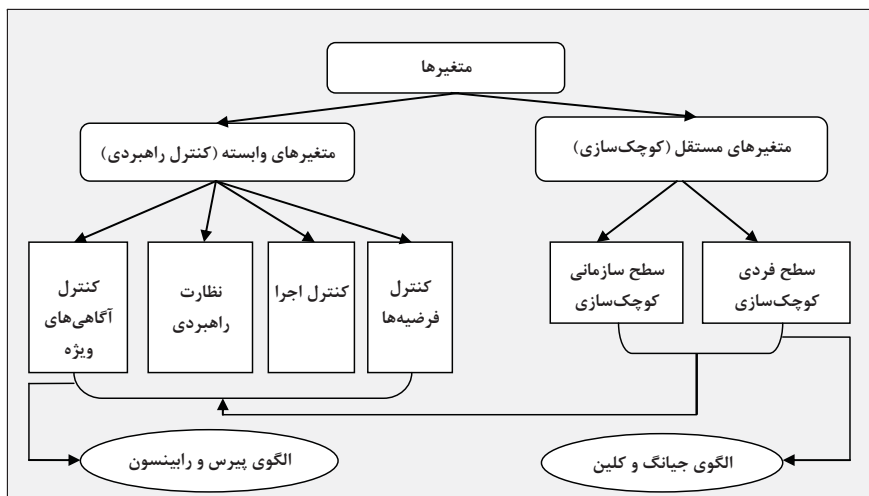 متغیرها
متغیرهای مستقل (کوچک‌سازی)
متغیرهای وابسته (کنترل راهبردی)
سطح فردی
کوچک‌سازی
سطح سازمانی
کوچک‌سازی
کنترل
فرضیه‌ها
کنترل اجرا
نظارت
راهبردی
کنترل
آگاهی‌های
ویژه
الگوی جیانگ و کلین
الگوی پیرس و رابینسون